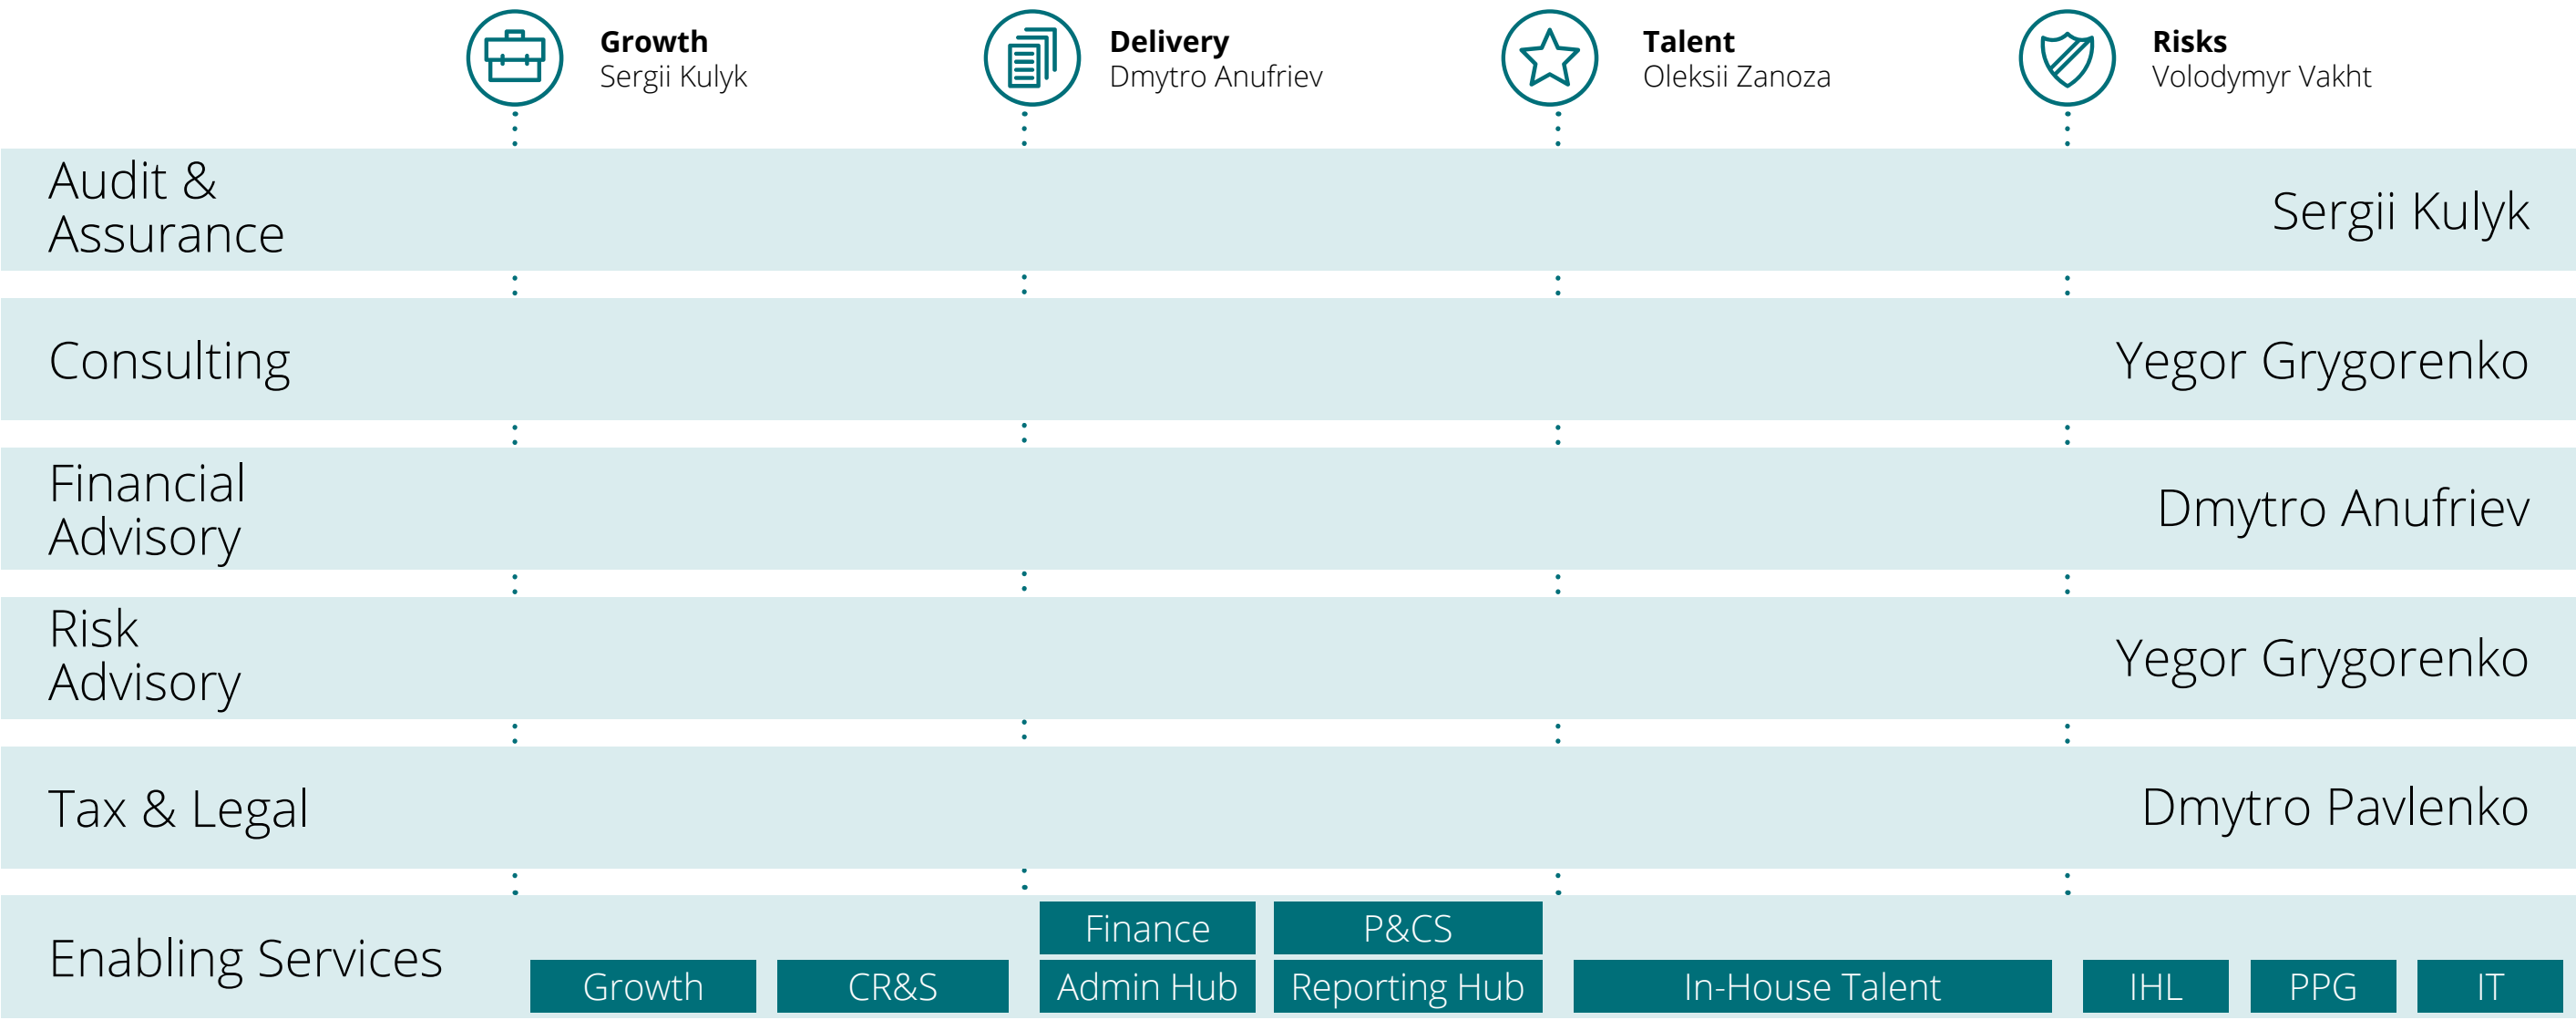 Growth
Sergii Kulyk
Delivery
Dmytro Anufriev
Talent
Oleksii Zanoza
Risks
Volodymyr Vakht
Audit &
Assurance
Sergii Kulyk
Consulting
Yegor Grygorenko
Financial
Advisory
Dmytro Anufriev
Risk
Advisory
Yegor Grygorenko
Tax & Legal
Dmytro Pavlenko
Enabling Services
Growth
CR&S
Finance
P&CS
Admin Hub
Reporting Hub
In-House Talent
IHL
PPG
IT